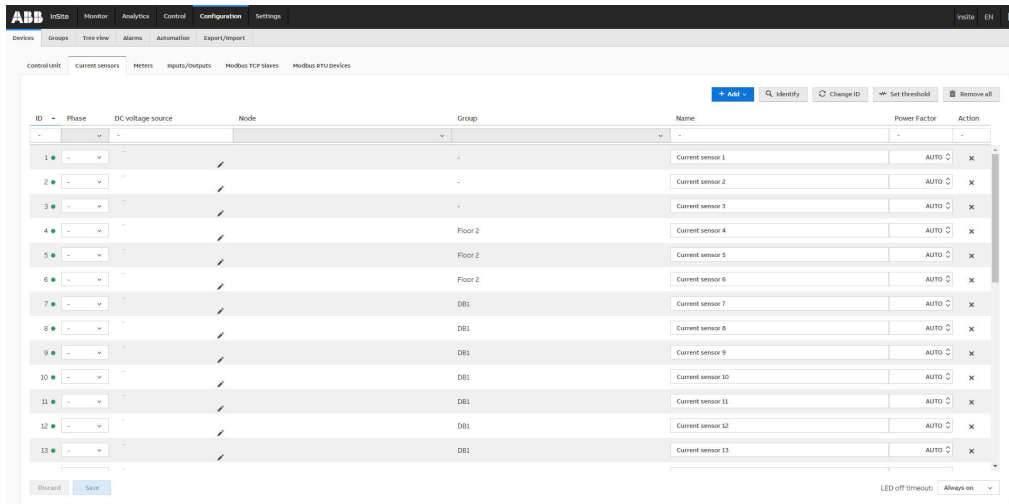 ABB InSite Monitor Analytics Control Configuration Settings Insite EN
Devices Groups Tree view Alarms Automation Export/Import
Control Unit Current sensors Meters Inputs/Outputs Modbus TCP Slaves Modbus RTU Devices
+ Add Identify Change ID Set threshold Remove all
ID Phase DC voltage source Node Group Name Power Factor Action
- - - - -
1 - - - Current sensor 1 AUTO ×
2 - - - Current sensor 2 AUTO ×
3 - - - Current sensor 3 AUTO ×
4 - - Floor 2 Current sensor 4 AUTO ×
5 - - Floor 2 Current sensor 5 AUTO ×
6 - - Floor 2 Current sensor 6 AUTO ×
7 - - DB1 Current sensor 7 AUTO ×
8 - - DB1 Current sensor 8 AUTO ×
9 - - DB1 Current sensor 9 AUTO ×
10 - - DB1 Current sensor 10 AUTO ×
11 - - DB1 Current sensor 11 AUTO ×
12 - - DB1 Current sensor 12 AUTO ×
13 - - DB1 Current sensor 13 AUTO ×
Discard Save LED off timeout: Always on